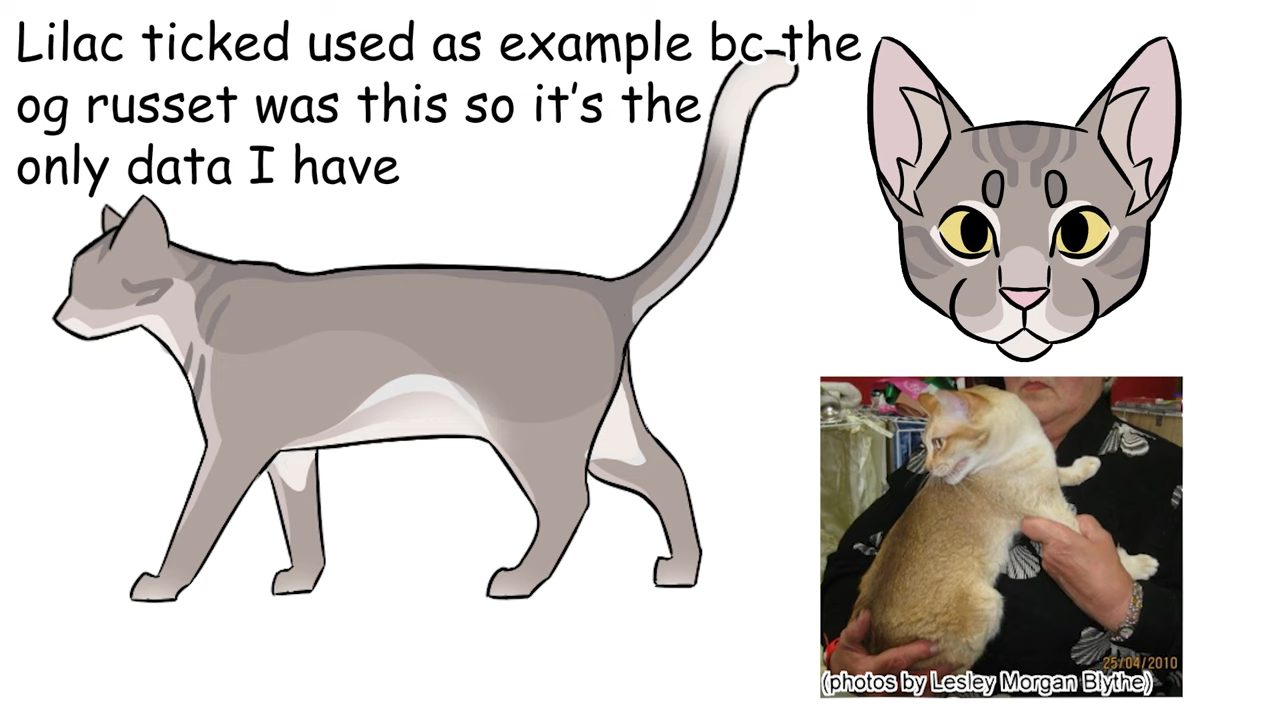 Lilac ticked used as example bc the
og russet was this so it's the
only data I have
25/04/2010
(photos by Lesley Morgan Blythe)